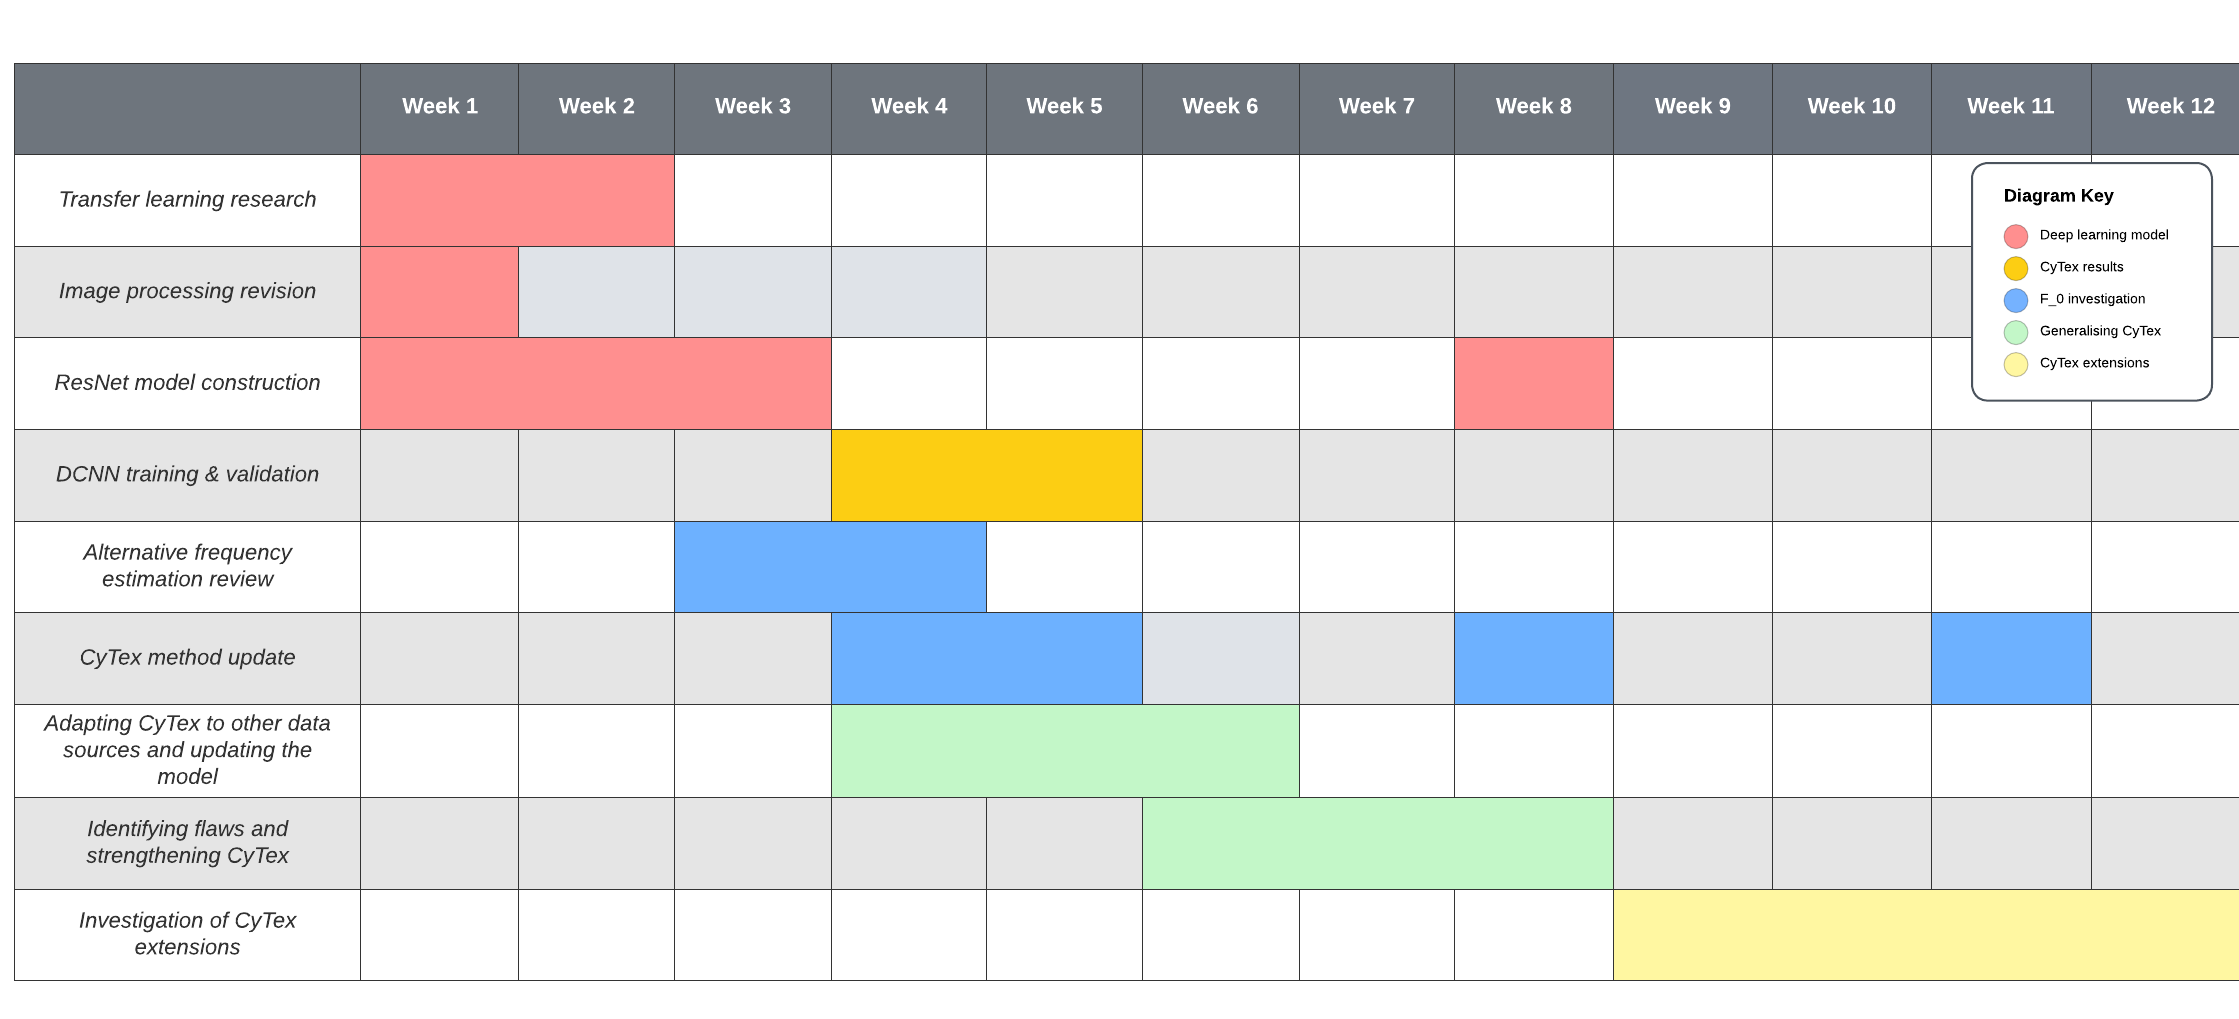 Week 1 Week 2 Week 3 Week 4 Week 5 Week 6 Week 7 Week 8 Week 9 Week 10 Week 11 Week 12
Transfer learning research
Diagram Key
Deep learning model
CyTex results
F_0 investigation
Generalising CyTex
CyTex extensions
Image processing revision
ResNet model construction
DCNN training & validation
Alternative frequency
estimation review
CyTex method update
Adapting CyTex to other data
sources and updating the
model
Identifying flaws and
strengthening CyTex
Investigation of CyTex
extensions